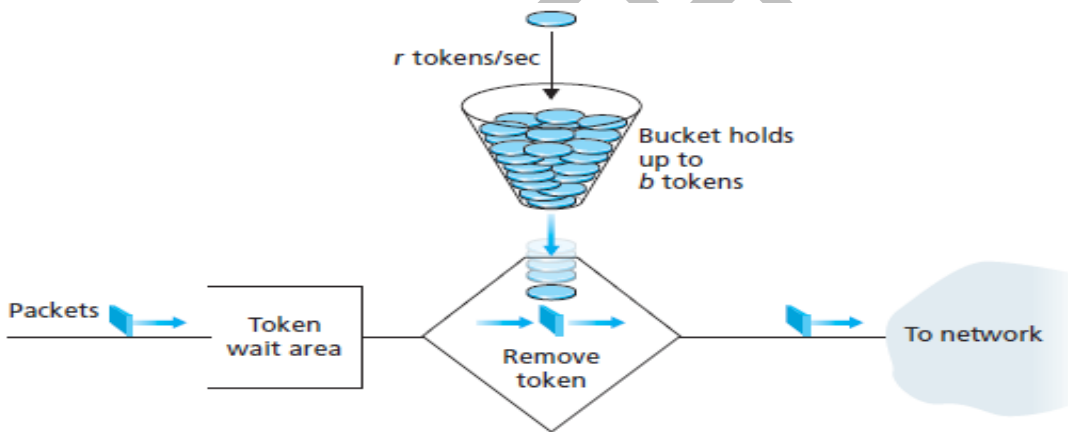 r tokens/sec
Bucket holds
up to
b tokens
Packets
Token
wait area
Remove
token
To network